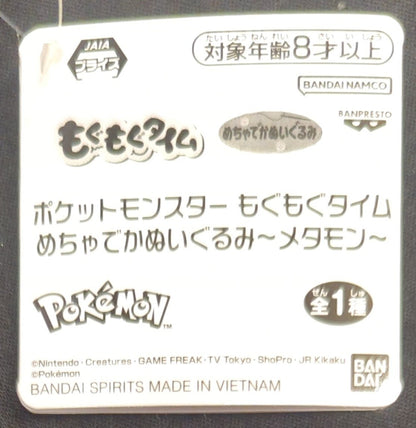 JAIA
プライズ
たいしょうねんれい さい いじょう
対象年齢8才以上
BANDAI NAMCO
BANPRESTO
もぐもぐタイム
めちゃでかぬいぐるみ
ポケットモンスター もぐもぐタイム
めちゃでかぬいぐるみ～メタモン～
POKéMON™
ぜん しゅ
全1種
©Nintendo・Creatures・GAME FREAK・TV Tokyo・ShoPro・JR Kikaku
©Pokémon
BANDAI SPIRITS MADE IN VIETNAM
BAN
DAI